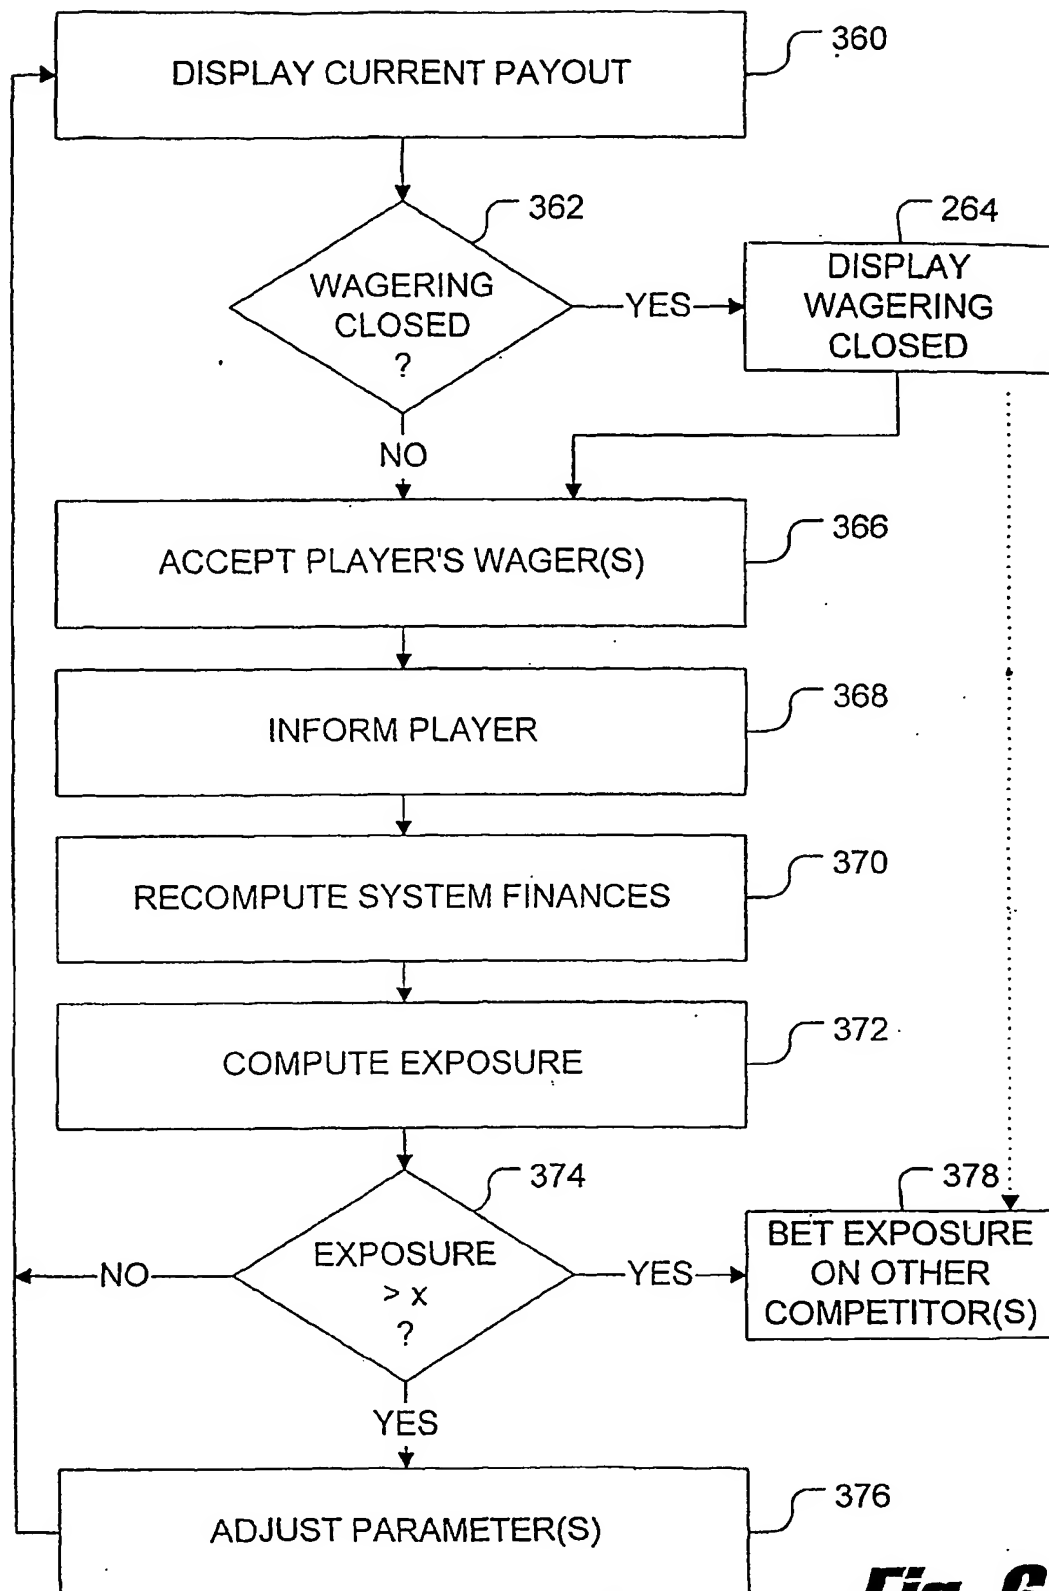 DISPLAY CURRENT PAYOUT
360
362
WAGERING
CLOSED
?
YES
264
DISPLAY
WAGERING
CLOSED
NO
ACCEPT PLAYER'S WAGER(S)
366
INFORM PLAYER
368
RECOMPUTE SYSTEM FINANCES
370
COMPUTE EXPOSURE
372
374
EXPOSURE
> x
?
NO
YES
378
BET EXPOSURE
ON OTHER
COMPETITOR(S)
YES
ADJUST PARAMETER(S)
376
Fig. 6